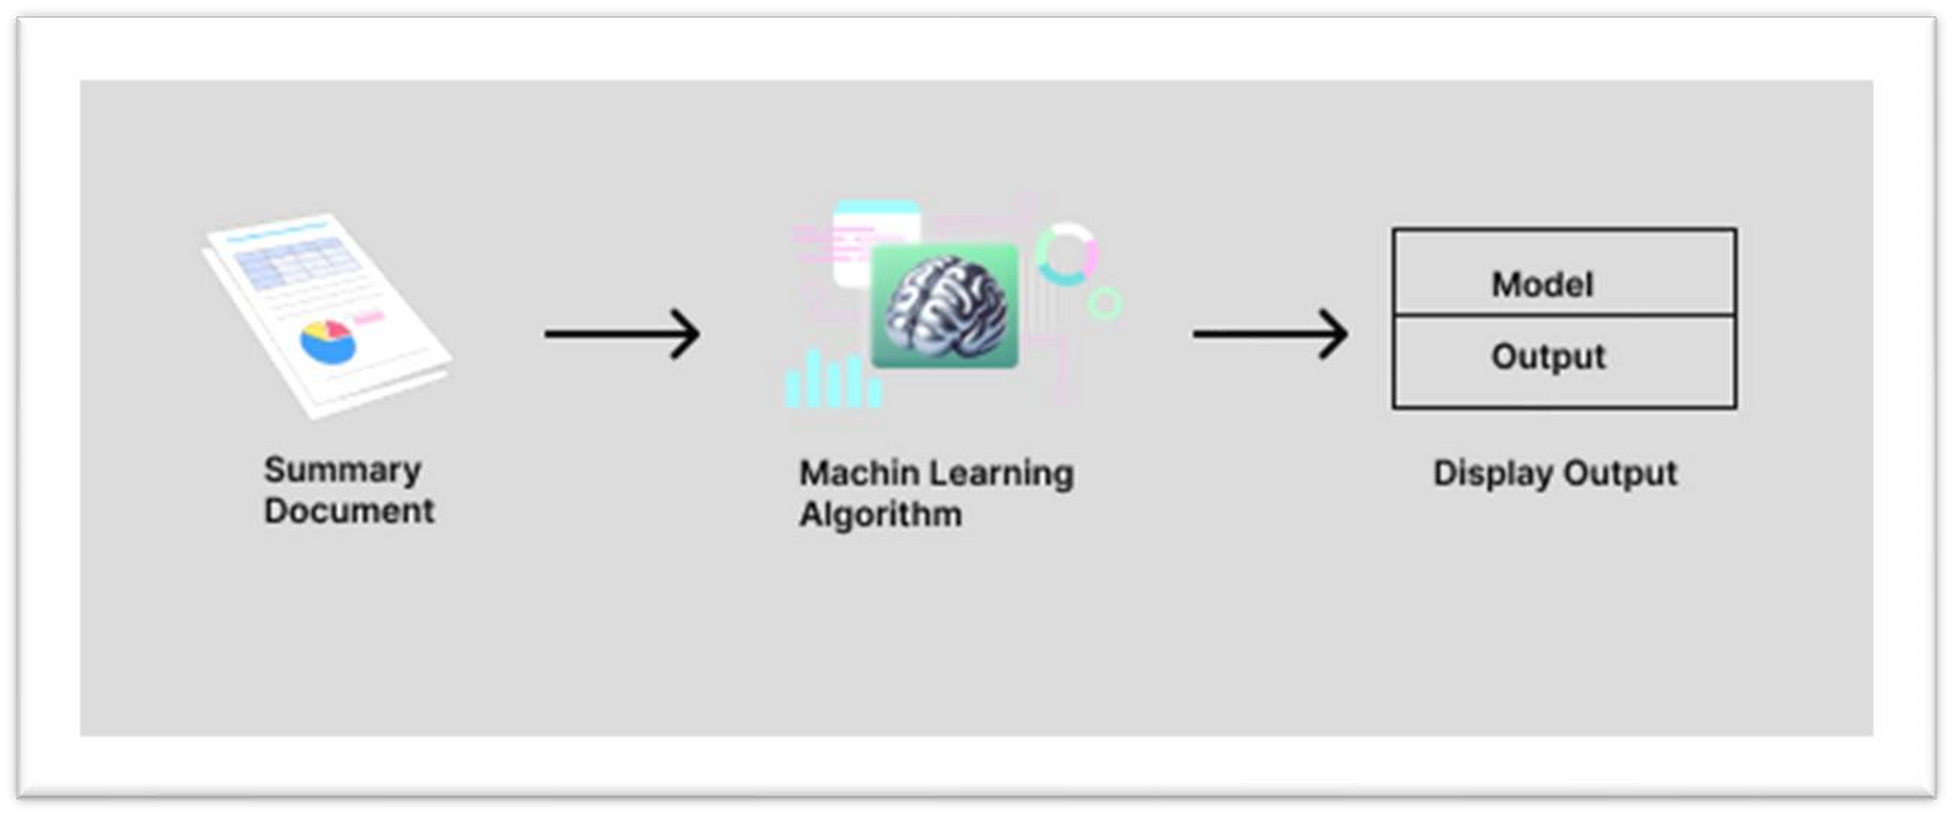 Summary
Document
Machin Learning
Algorithm
Model
Output
Display Output